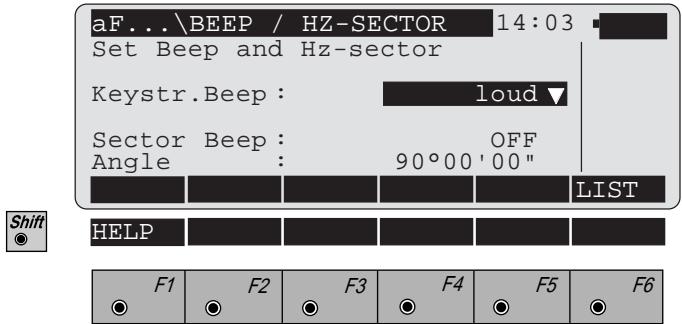 aF...\BEEP / HZ-SECTOR 14:03
Set Beep and Hz-sector
Keystr.Beep: loud
Sector Beep: OFF
Angle : 90°00'00"
LIST
Shift
HELP
F1 F2 F3 F4 F5 F6